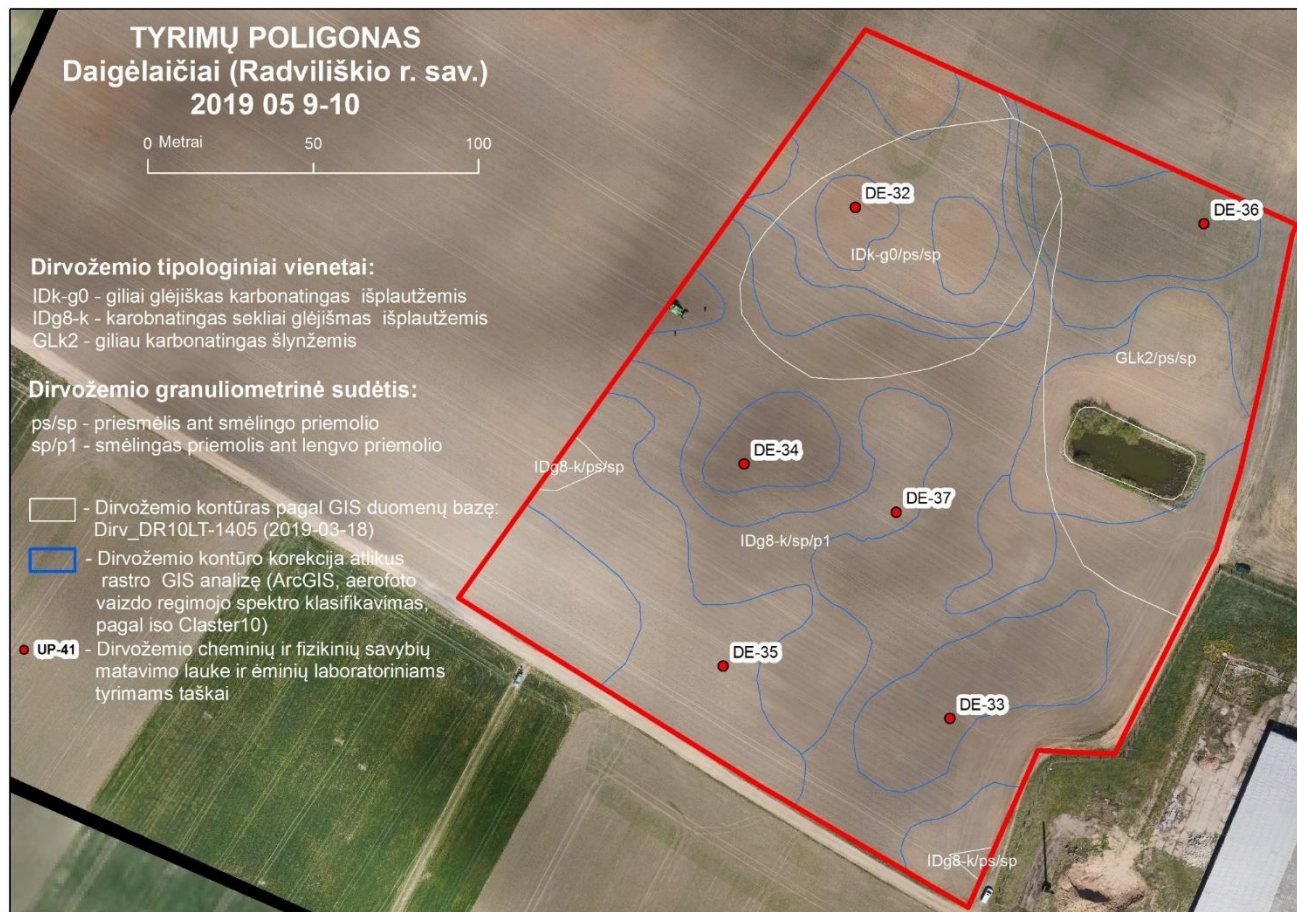 TYRIMŲ POLIGONAS
Daigėlaičiai (Radviliškio r. sav.)
2019 05 9-10
0 Metrai 50 100
Dirvožemio tipologiniai vienetai:
IDk-g0 - giliai glėjiškas karbonatingas išplautžemis
IDg8-k - karobnatingas sekliai glėjišmas išplautžemis
GLk2 - giliau karbonatingas šlynžemis
Dirvožemio granuliometrinė sudėtis:
ps/sp - priesmėlis ant smėlingo priemolio
sp/p1 - smėlingas priemolis ant lengvo priemolio
- Dirvožemio kontūras pagal GIS duomenų bazę:
Dirv_DR10LT-1405 (2019-03-18)
- Dirvožemio kontūro korekcija atlikus
rastro GIS analizę (ArcGIS, aerofoto
vaizdo regimojo spektro klasifikavimas,
pagal iso Claster10)
UP-41 - Dirvožemio cheminių ir fizikinių savybių
matavimo lauke ir ėminių laboratoriniams
tyrimams taškai
DE-32
DE-36
IDk-g0/ps/sp
GLk2/ps/sp
DE-34
IDg8-k/ps/sp
DE-37
IDg8-k/sp/p1
DE-35
DE-33
IDg8-k/ps/sp